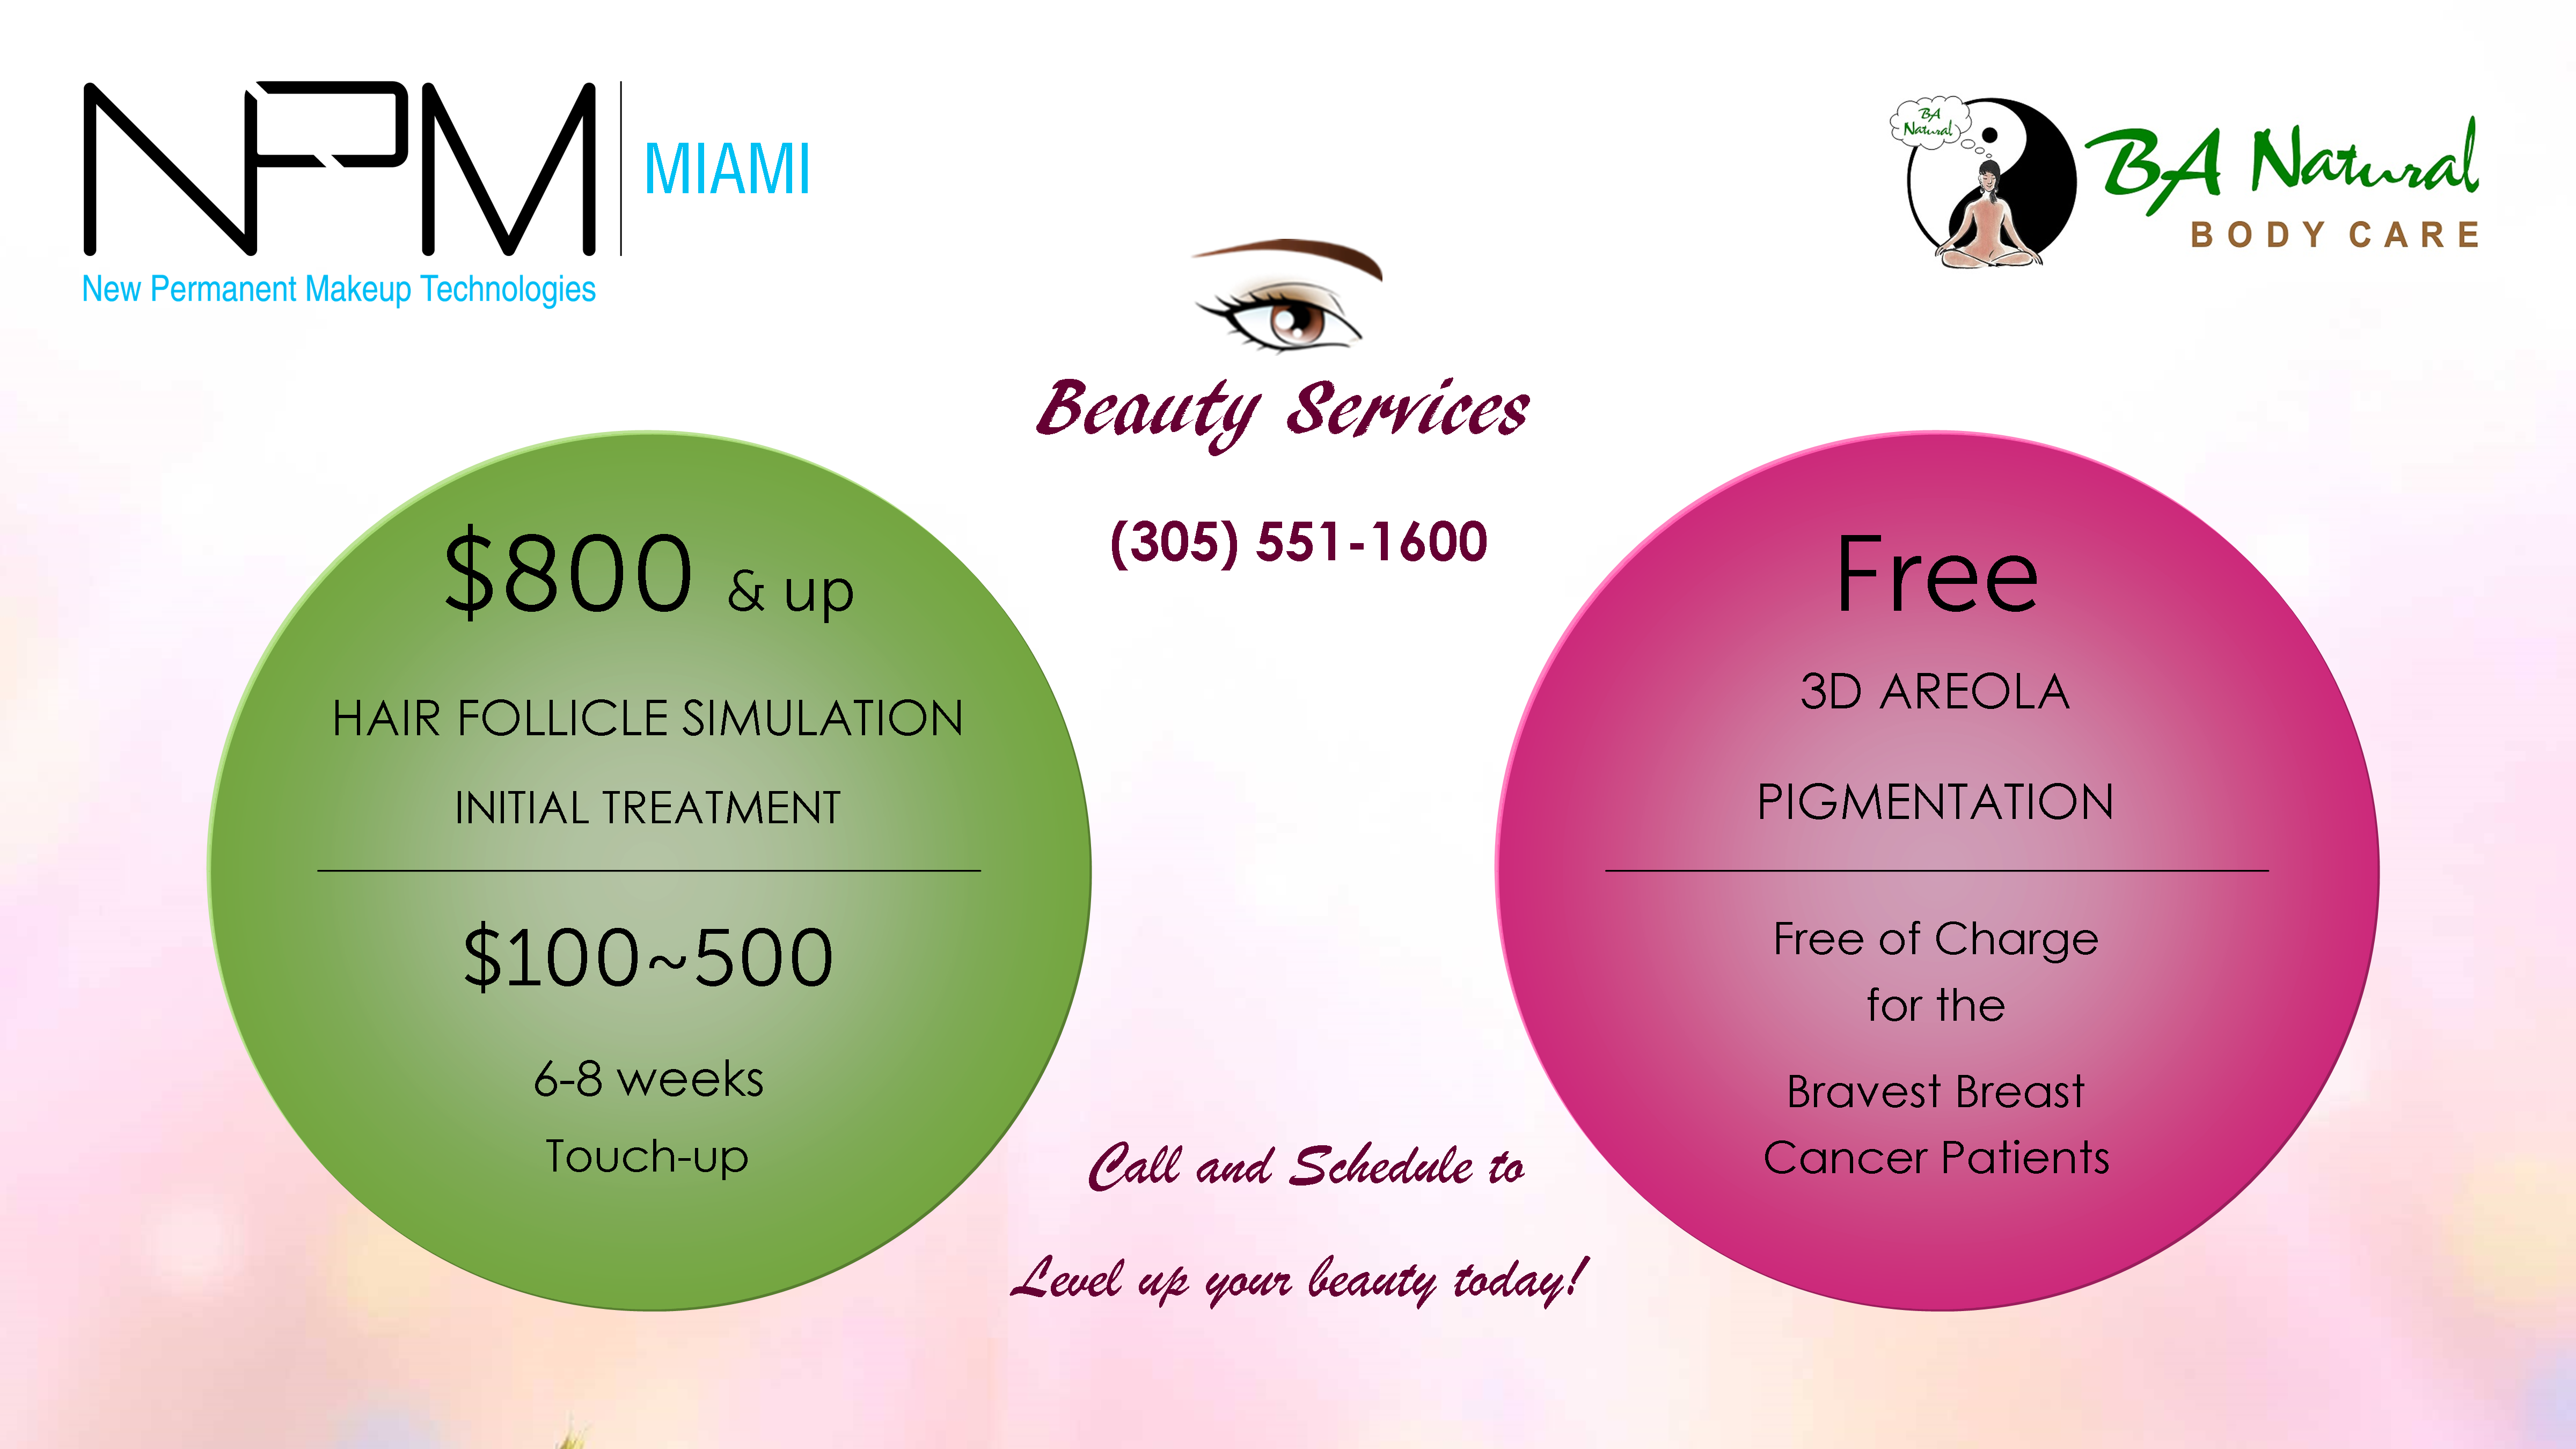 NPM
MIAMI
New Permanent Makeup Technologies
BA
Natural
BA Natural
BODY CARE
Beauty Services
(305) 551-1600
$800 & up
HAIR FOLLICLE SIMULATION
INITIAL TREATMENT
$100~500
6-8 weeks
Touch-up
Free
3D AREOLA
PIGMENTATION
Free of Charge
for the
Bravest Breast
Cancer Patients
Call and Schedule to
Level up your beauty today!